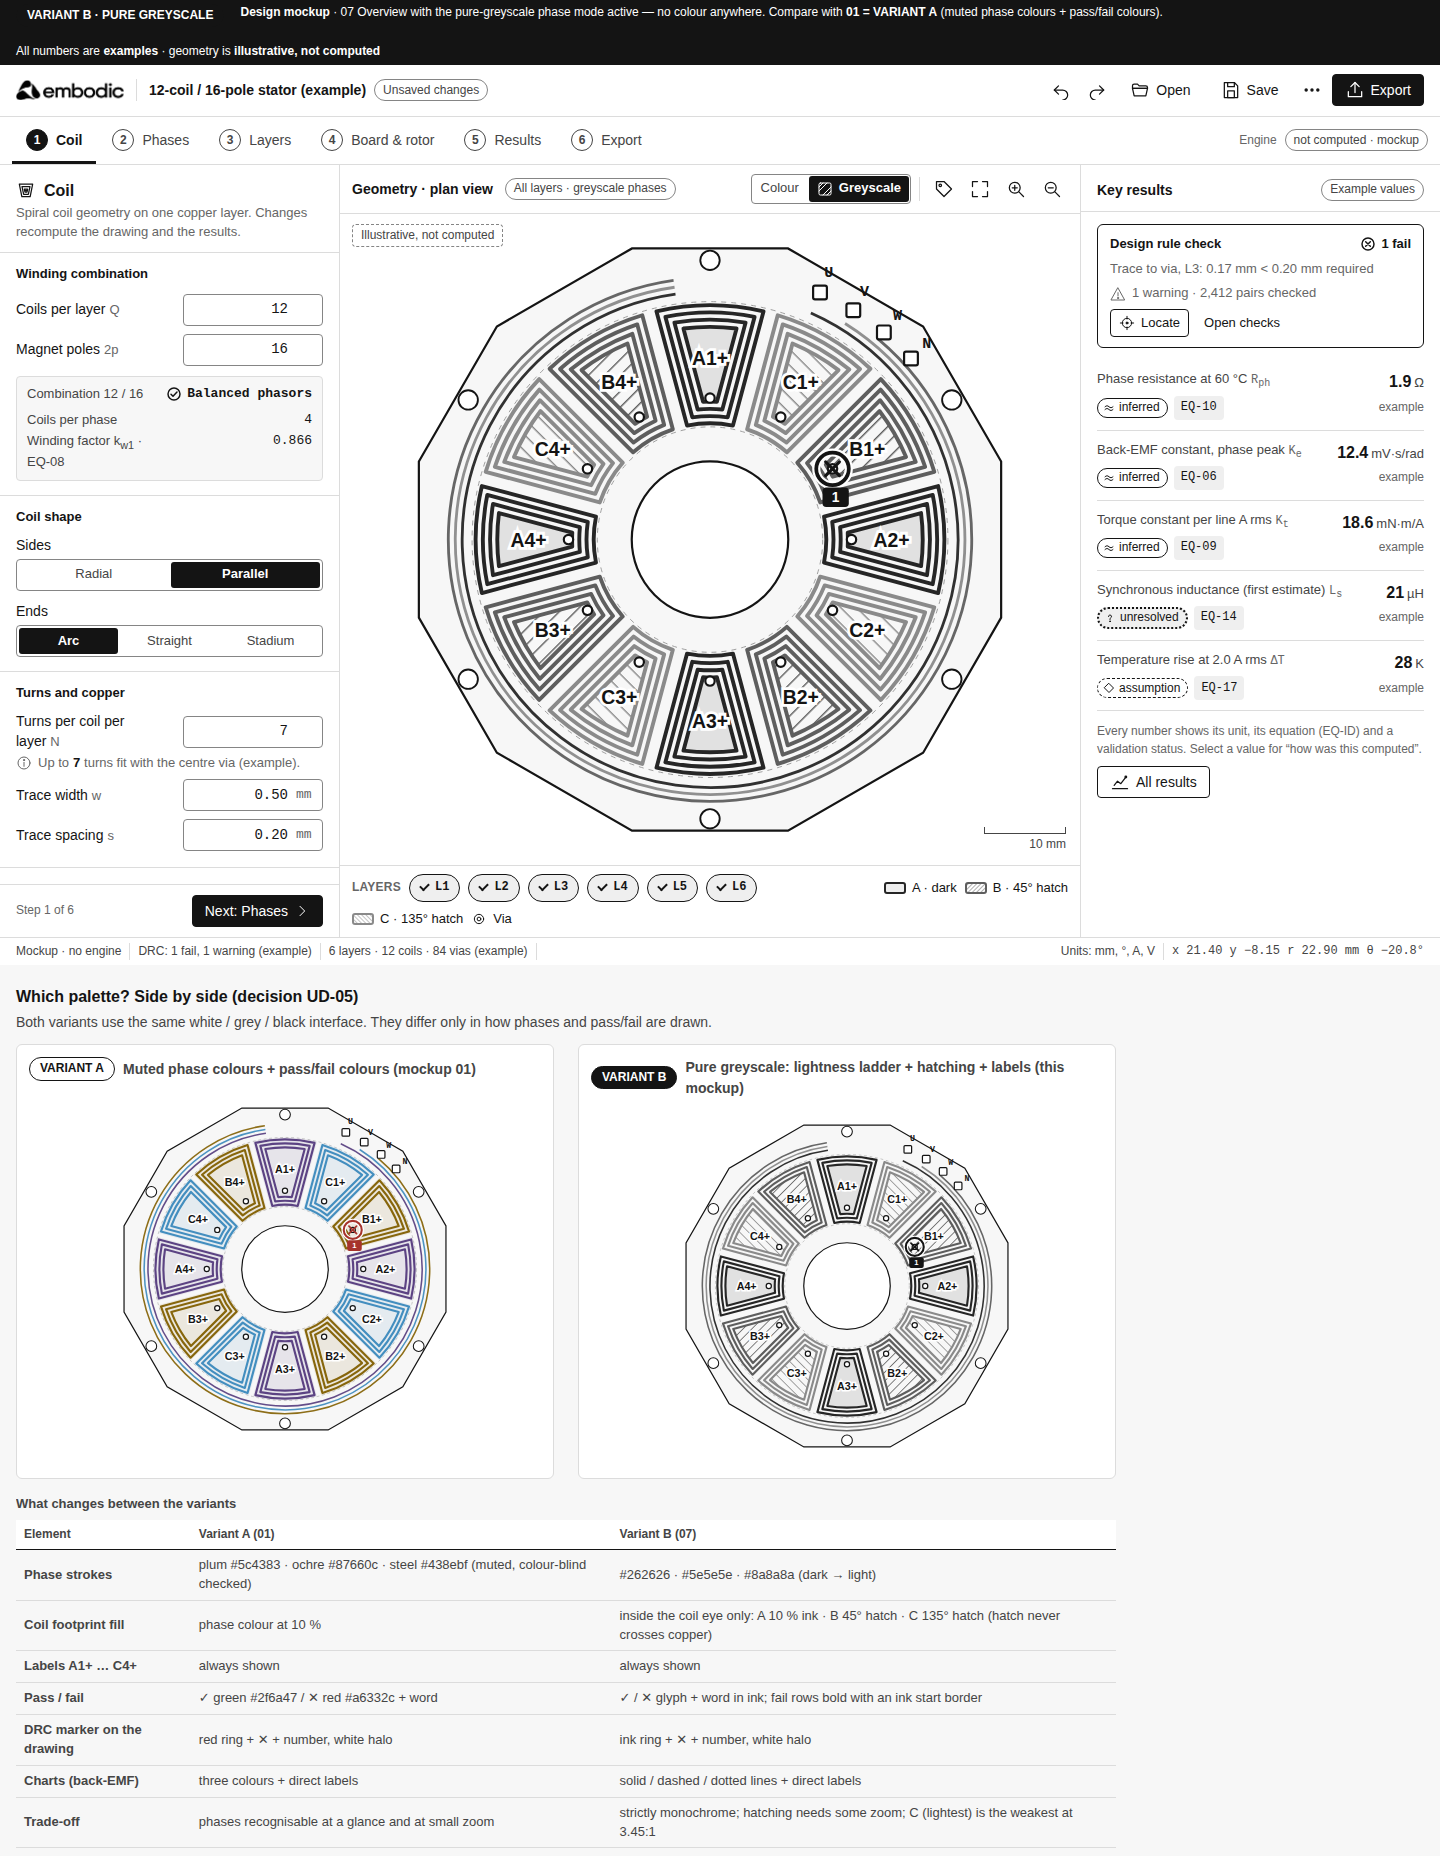 VARIANT B · PURE GREYSCALE
Design mockup · 07 Overview with the pure-greyscale phase mode active — no colour anywhere. Compare with 01 = VARIANT A (muted phase colours + pass/fail colours).
All numbers are examples · geometry is illustrative, not computed
embodic
12-coil / 16-pole stator (example)
Unsaved changes
Open
Save
Export
1 Coil
2 Phases
3 Layers
4 Board & rotor
5 Results
6 Export
Engine
not computed · mockup
Coil
Spiral coil geometry on one copper layer. Changes
recompute the drawing and the results.
Winding combination
Coils per layer Q
12
Magnet poles 2p
16
Combination 12 / 16
Balanced phasors
Coils per phase
4
Winding factor kw1 ·
EQ-08
0.866
Coil shape
Sides
Radial
Parallel
Ends
Arc
Straight
Stadium
Turns and copper
Turns per coil per
layer N
7
Up to 7 turns fit with the centre via (example).
Trace width w
0.50 mm
Trace spacing s
0.20 mm
Step 1 of 6
Next: Phases
Geometry · plan view
All layers · greyscale phases
Colour
Greyscale
Illustrative, not computed
U
V
W
N
A1+
C1+
B1+
1
A2+
C2+
B2+
A3+
C3+
B3+
A4+
C4+
B4+
10 mm
LAYERS
L1
L2
L3
L4
L5
L6
A · dark
B · 45° hatch
C · 135° hatch
Via
Key results
Example values
Design rule check
1 fail
Trace to via, L3: 0.17 mm < 0.20 mm required
1 warning · 2,412 pairs checked
Locate
Open checks
Phase resistance at 60 °C Rph
1.9 Ω
≈ inferred
EQ-10
example
Back-EMF constant, phase peak Ke
12.4 mV·s/rad
≈ inferred
EQ-06
example
Torque constant per line A rms Kt
18.6 mN·m/A
≈ inferred
EQ-09
example
Synchronous inductance (first estimate) Ls
21 µH
? unresolved
EQ-14
example
Temperature rise at 2.0 A rms ΔT
28 K
◇ assumption
EQ-17
example
Every number shows its unit, its equation (EQ-ID) and a
validation status. Select a value for “how was this computed”.
All results
Mockup · no engine
DRC: 1 fail, 1 warning (example)
6 layers · 12 coils · 84 vias (example)
Units: mm, °, A, V
x 21.40 y −8.15 r 22.90 mm θ −20.8°
Which palette? Side by side (decision UD-05)
Both variants use the same white / grey / black interface. They differ only in how phases and pass/fail are drawn.
VARIANT A
Muted phase colours + pass/fail colours (mockup 01)
U
V
W
N
A1+
C1+
B1+
1
A2+
C2+
B2+
A3+
C3+
B3+
A4+
C4+
B4+
VARIANT B
Pure greyscale: lightness ladder + hatching + labels (this
mockup)
U
V
W
N
A1+
C1+
B1+
1
A2+
C2+
B2+
A3+
C3+
B3+
A4+
C4+
B4+
What changes between the variants
Element
Variant A (01)
Variant B (07)
Phase strokes
plum #5c4383 · ochre #87660c · steel #438ebf (muted, colour-blind
checked)
#262626 · #5e5e5e · #8a8a8a (dark → light)
Coil footprint fill
phase colour at 10 %
inside the coil eye only: A 10 % ink · B 45° hatch · C 135° hatch (hatch never
crosses copper)
Labels A1+ … C4+
always shown
always shown
Pass / fail
✓ green #2f6a47 / ✕ red #a6332c + word
✓ / ✕ glyph + word in ink; fail rows bold with an ink start border
DRC marker on the
drawing
red ring + ✕ + number, white halo
ink ring + ✕ + number, white halo
Charts (back-EMF)
three colours + direct labels
solid / dashed / dotted lines + direct labels
Trade-off
phases recognisable at a glance and at small zoom
strictly monochrome; hatching needs some zoom; C (lightest) is the weakest at
3.45:1